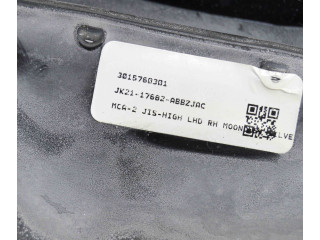 3015760301
JK21-17682-ABBZJAC
MCA-2 JIS-HIGH LHD RH MOON